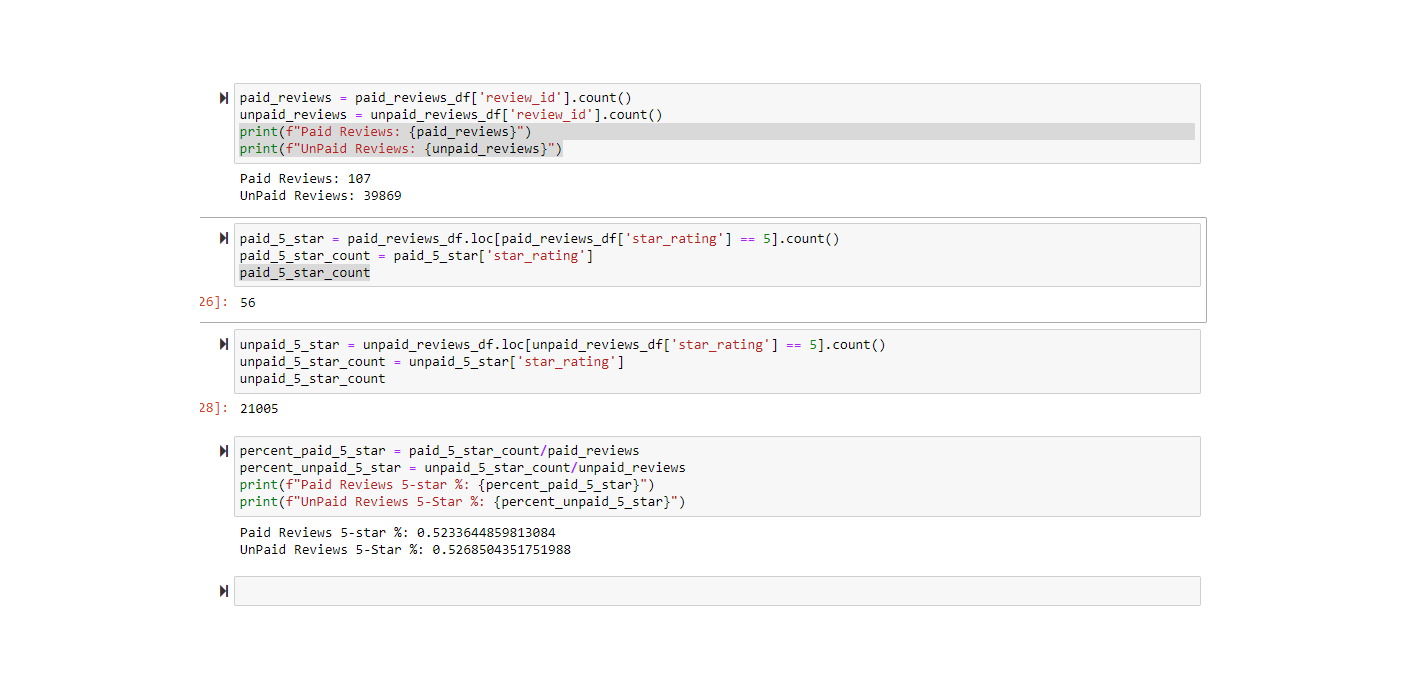 paid_reviews = paid_reviews_df['review_id'].count()
unpaid_reviews = unpaid_reviews_df['review_id'].count()
print(f"Paid Reviews: {paid_reviews}")
print(f"UnPaid Reviews: {unpaid_reviews}")
Paid Reviews: 107
UnPaid Reviews: 39869
paid_5_star = paid_reviews_df.loc[paid_reviews_df['star_rating'] == 5].count()
paid_5_star_count = paid_5_star['star_rating']
paid_5_star_count
26]: 56
unpaid_5_star = unpaid_reviews_df.loc[unpaid_reviews_df['star_rating'] == 5].count()
unpaid_5_star_count = unpaid_5_star['star_rating']
unpaid_5_star_count
28]: 21005
percent_paid_5_star = paid_5_star_count/paid_reviews
percent_unpaid_5_star = unpaid_5_star_count/unpaid_reviews
print(f"Paid Reviews 5-star %: {percent_paid_5_star}")
print(f"UnPaid Reviews 5-Star %: {percent_unpaid_5_star}")
Paid Reviews 5-star %: 0.5233644859813084
UnPaid Reviews 5-Star %: 0.5268504351751988